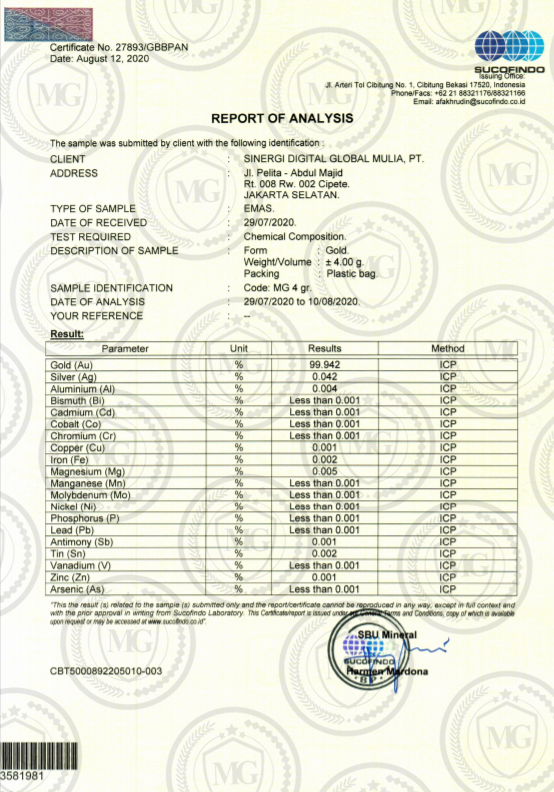 Certificate No. 27893/GBBPAN
Date: August 12, 2020
SUCOFINDO
Issuing Office:
Jl. Arteri Tol Cibitung No. 1, Cibitung Bekasi 17520, Indonesia
Phone/Facs: +62 21 88321176/88321166
Email: afakhrudin@sucofindo.co.id
REPORT OF ANALYSIS
The sample was submitted by client with the following identification :
CLIENT : SINERGI DIGITAL GLOBAL MULIA, PT.
ADDRESS : Jl. Pelita - Abdul Majid
Rt. 008 Rw. 002 Cipete.
JAKARTA SELATAN.
TYPE OF SAMPLE : EMAS.
DATE OF RECEIVED : 29/07/2020.
TEST REQUIRED : Chemical Composition.
DESCRIPTION OF SAMPLE : Form : Gold.
Weight/Volume : ± 4.00 g.
Packing : Plastic bag.
SAMPLE IDENTIFICATION : Code: MG 4 gr.
DATE OF ANALYSIS : 29/07/2020 to 10/08/2020.
YOUR REFERENCE : --
Result:
Parameter Unit Results Method
Gold (Au) % 99.942 ICP
Silver (Ag) % 0.042 ICP
Aluminium (Al) % 0.004 ICP
Bismuth (Bi) % Less than 0.001 ICP
Cadmium (Cd) % Less than 0.001 ICP
Cobalt (Co) % Less than 0.001 ICP
Chromium (Cr) % Less than 0.001 ICP
Copper (Cu) % 0.001 ICP
Iron (Fe) % 0.002 ICP
Magnesium (Mg) % 0.005 ICP
Manganese (Mn) % Less than 0.001 ICP
Molybdenum (Mo) % Less than 0.001 ICP
Nickel (Ni) % Less than 0.001 ICP
Phosphorus (P) % Less than 0.001 ICP
Lead (Pb) % Less than 0.001 ICP
Antimony (Sb) % 0.001 ICP
Tin (Sn) % 0.002 ICP
Vanadium (V) % Less than 0.001 ICP
Zinc (Zn) % 0.001 ICP
Arsenic (As) % Less than 0.001 ICP
"This the result (s) related to the sample (s) submitted only and the report/certificate cannot be reproduced in any way, except in full context and
with the prior approval in writing from Sucofindo Laboratory. This Certificate/report is issued under the General Terms and Conditions, copy of which is available
upon request or may be accessed at www.sucofindo.co.id".
SBU Mineral
SUCOFINDO
Harmen Mardona
CBT5000892205010-003
3581981
MG